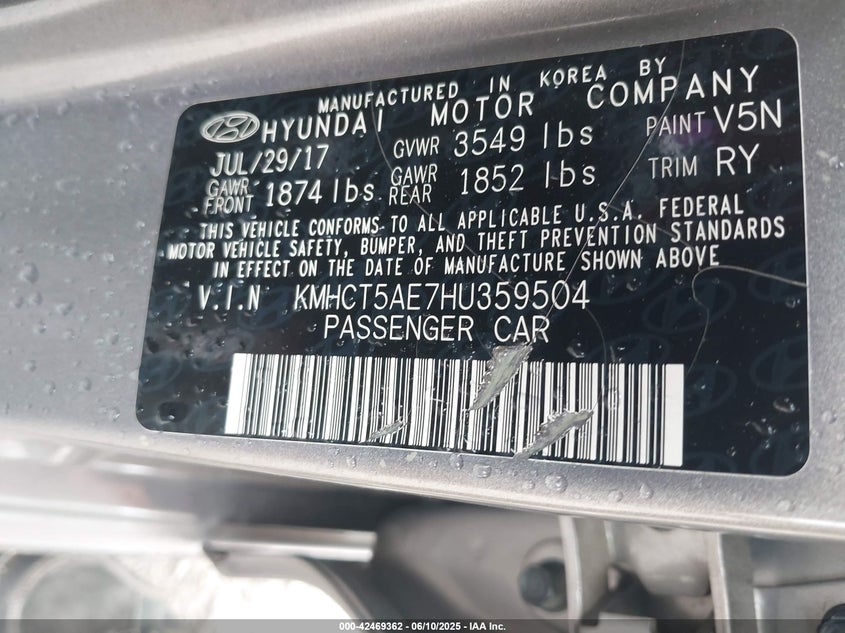 MANUFACTURED IN KOREA BY
HYUNDAI MOTOR COMPANY
JUL/29/17 GVWR 3549 lbs PAINT V5N
GAWR FRONT 1874 lbs GAWR REAR 1852 lbs TRIM RY
THIS VEHICLE CONFORMS TO ALL APPLICABLE U.S.A. FEDERAL
MOTOR VEHICLE SAFETY, BUMPER, AND THEFT PREVENTION STANDARDS
IN EFFECT ON THE DATE OF MANUFACTURE SHOWN ABOVE
V.I.N KMHCT5AE7HU359504
PASSENGER CAR
000-42469362 - 06/10/2025 - IAA Inc.